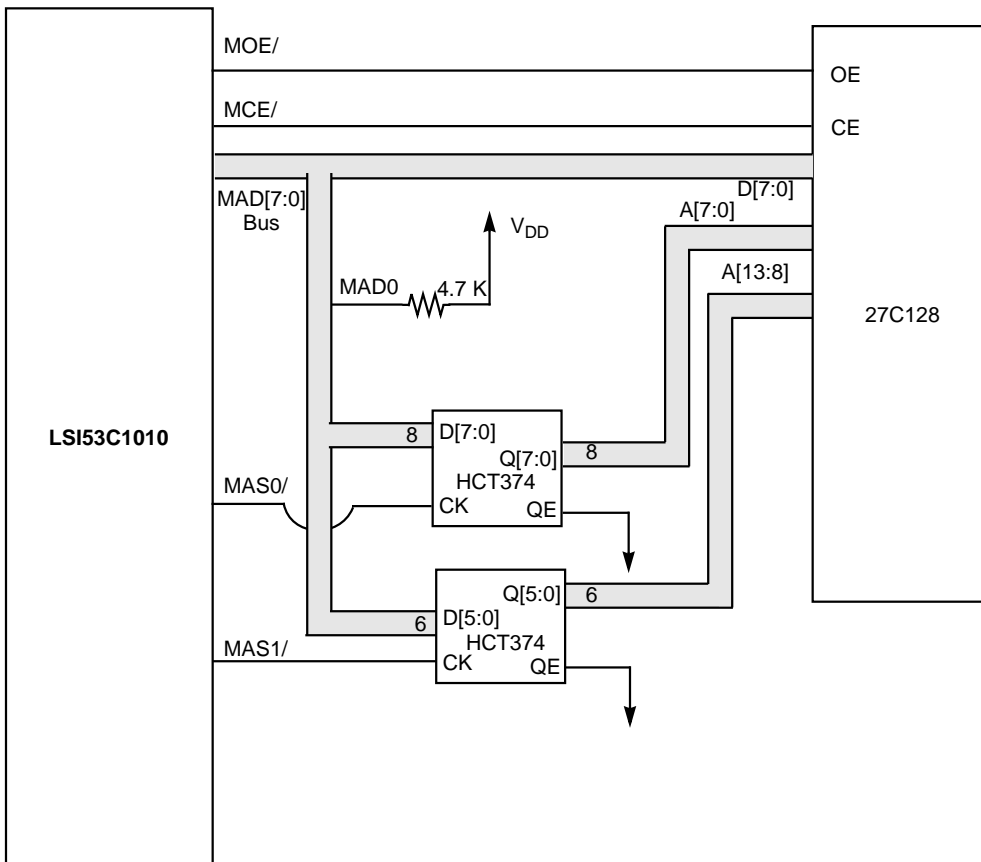 MOE/
OE
MCE/
CE
MAD[7:0]
Bus
D[7:0]
A[7:0]
VDD
A[13:8]
MAD0
4.7 K
27C128
LSI53C1010
8
D[7:0]
Q[7:0]
8
HCT374
MAS0/
CK
QE
Q[5:0]
6
6
D[5:0]
HCT374
MAS1/
CK
QE